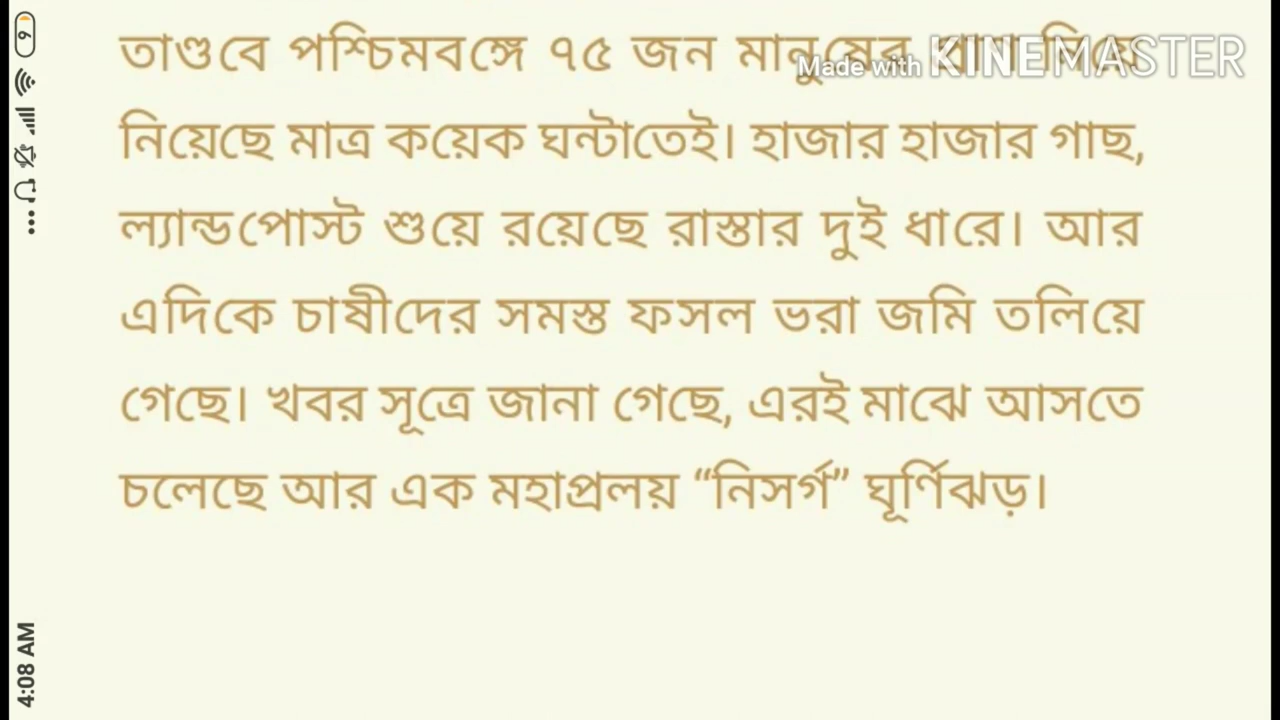 তাণ্ডবে পশ্চিমবঙ্গে ৭৫ জন মানুষের নিয়ে
Made with KINEMASTER
নিয়েছে মাত্র কয়েক ঘন্টাতেই। হাজার হাজার গাছ,
ল্যান্ডপোস্ট শুয়ে রয়েছে রাস্তার দুই ধারে। আর
এদিকে চাষীদের সমস্ত ফসল ভরা জমি তলিয়ে
গেছে। খবর সূত্রে জানা গেছে, এরই মাঝে আসতে
চলেছে আর এক মহাপ্রলয় “নিসর্গ” ঘূর্ণিঝড়।
9
4:08 AM